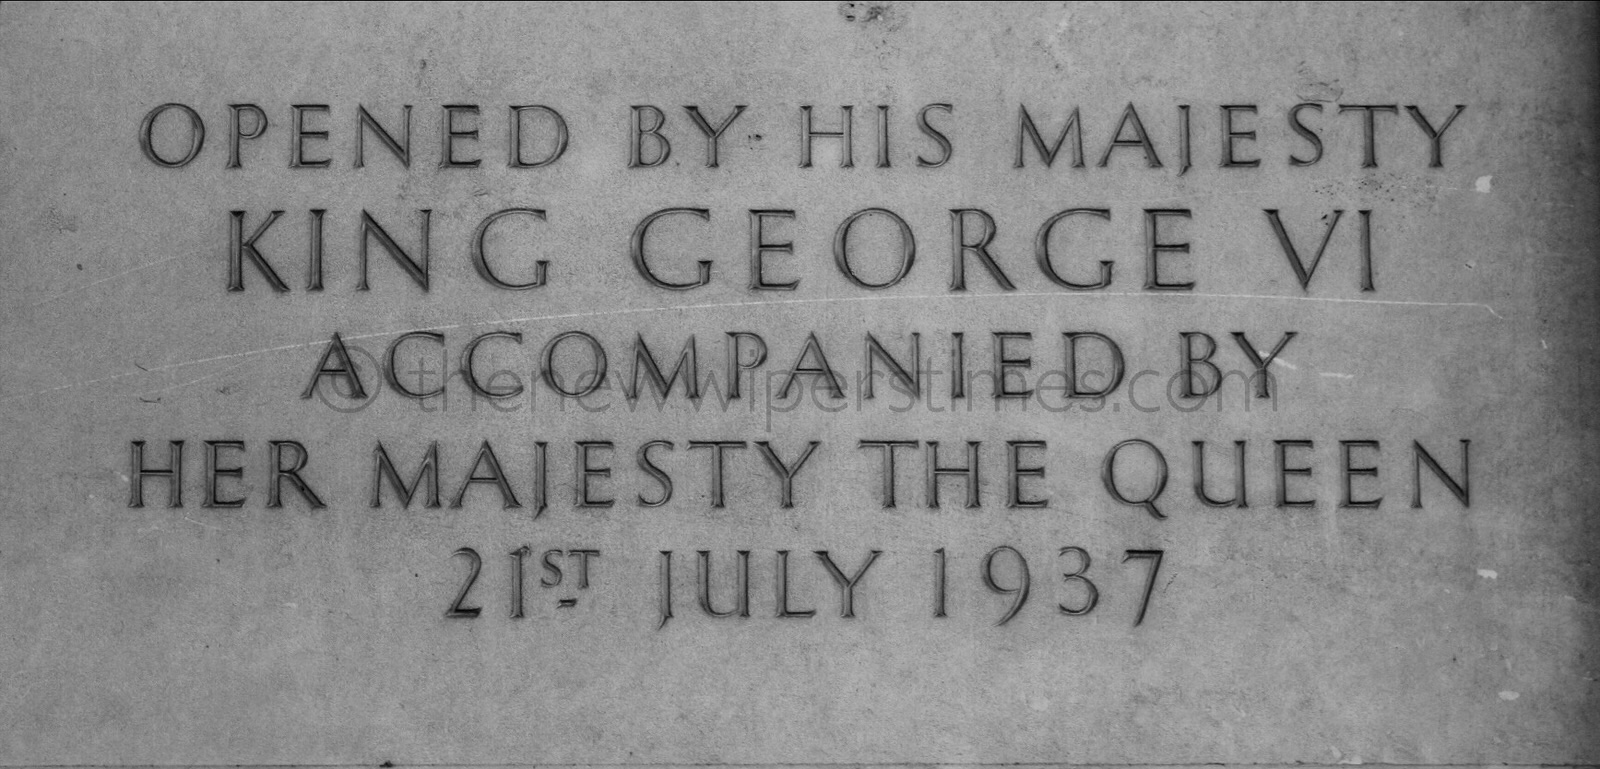 OPENED BY HIS MAJESTY
KING GEORGE VI
ACCOMPANIED BY
© thenewwiperstimes.com
HER MAJESTY THE QUEEN
21ST JULY 1937